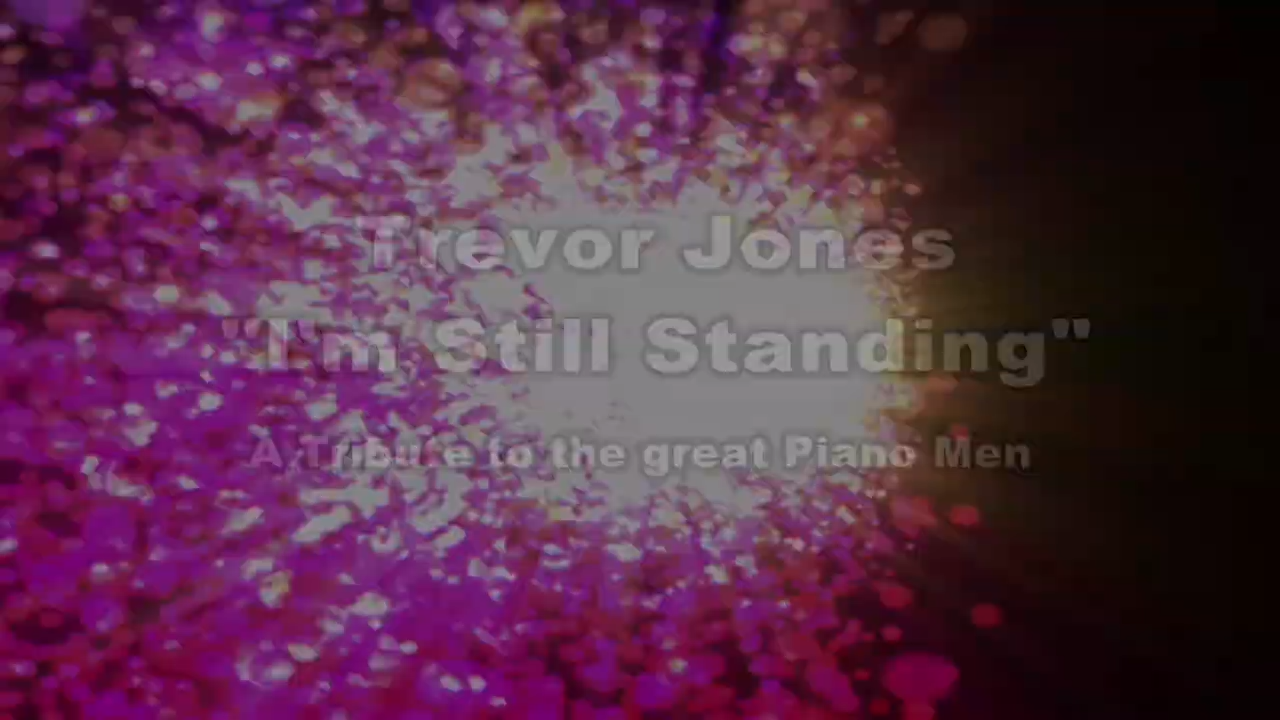 Trevor Jones
"I'm Still Standing"
A Tribute to the great Piano Men